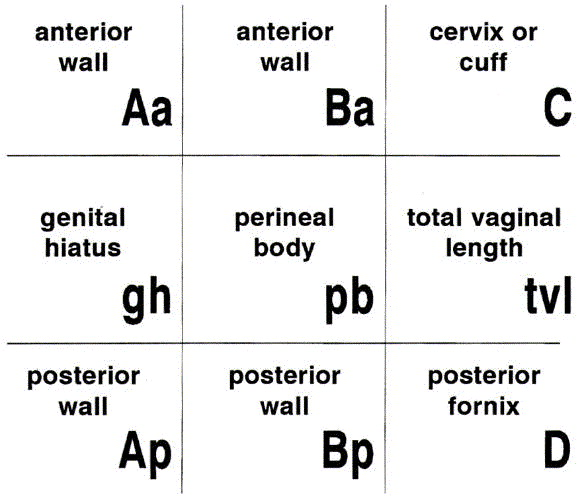 anterior
wall
Aa
anterior
wall
Ba
cervix or
cuff
C
genital
hiatus
gh
perineal
body
pb
total vaginal
length
tvl
posterior
wall
Ap
posterior
wall
Bp
posterior
fornix
D